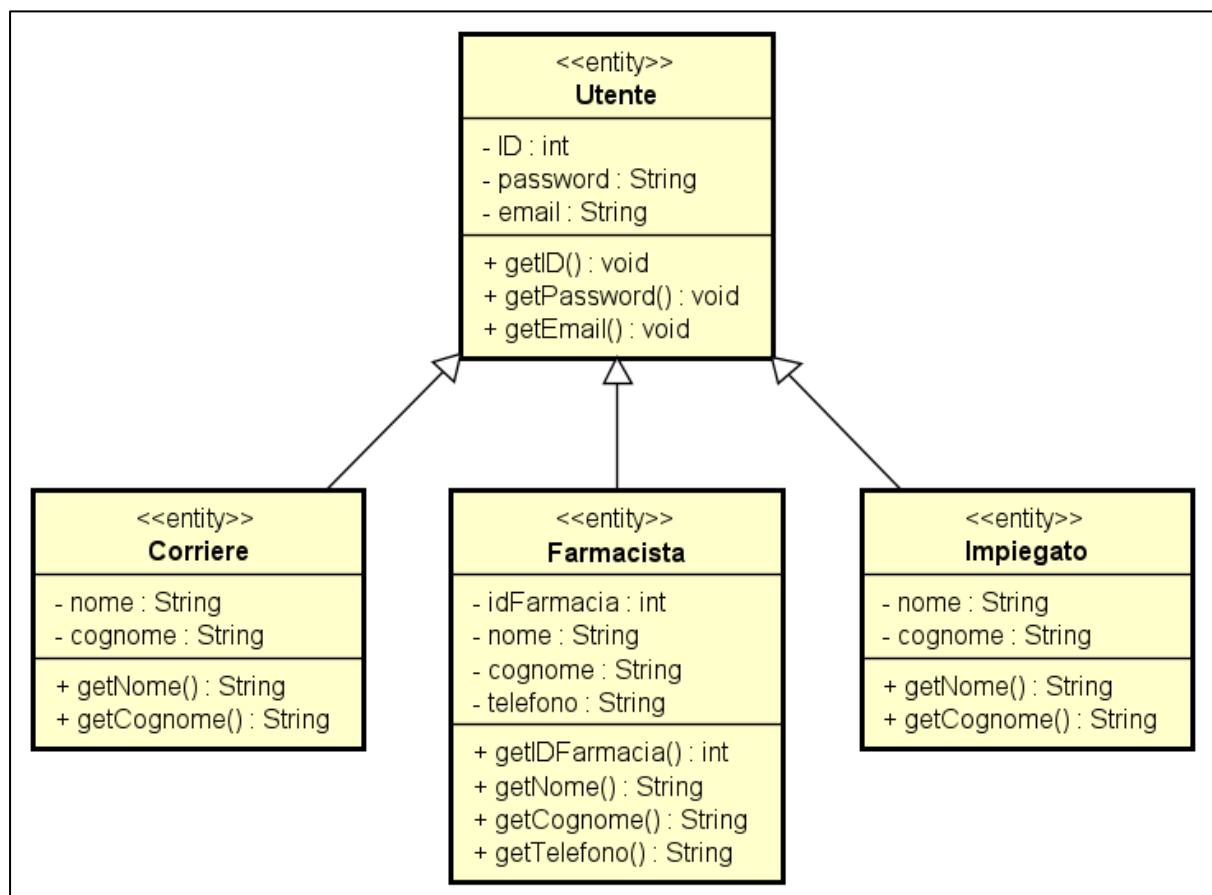 <<entity>>
Utente
- ID : int
- password : String
- email : String
+ getID() : void
+ getPassword() : void
+ getEmail() : void
<<entity>>
Corriere
- nome : String
- cognome : String
+ getNome() : String
+ getCognome() : String
<<entity>>
Farmacista
- idFarmacia : int
- nome : String
- cognome : String
- telefono : String
+ getIDFarmacia() : int
+ getNome() : String
+ getCognome() : String
+ getTelefono() : String
<<entity>>
Impiegato
- nome : String
- cognome : String
+ getNome() : String
+ getCognome() : String